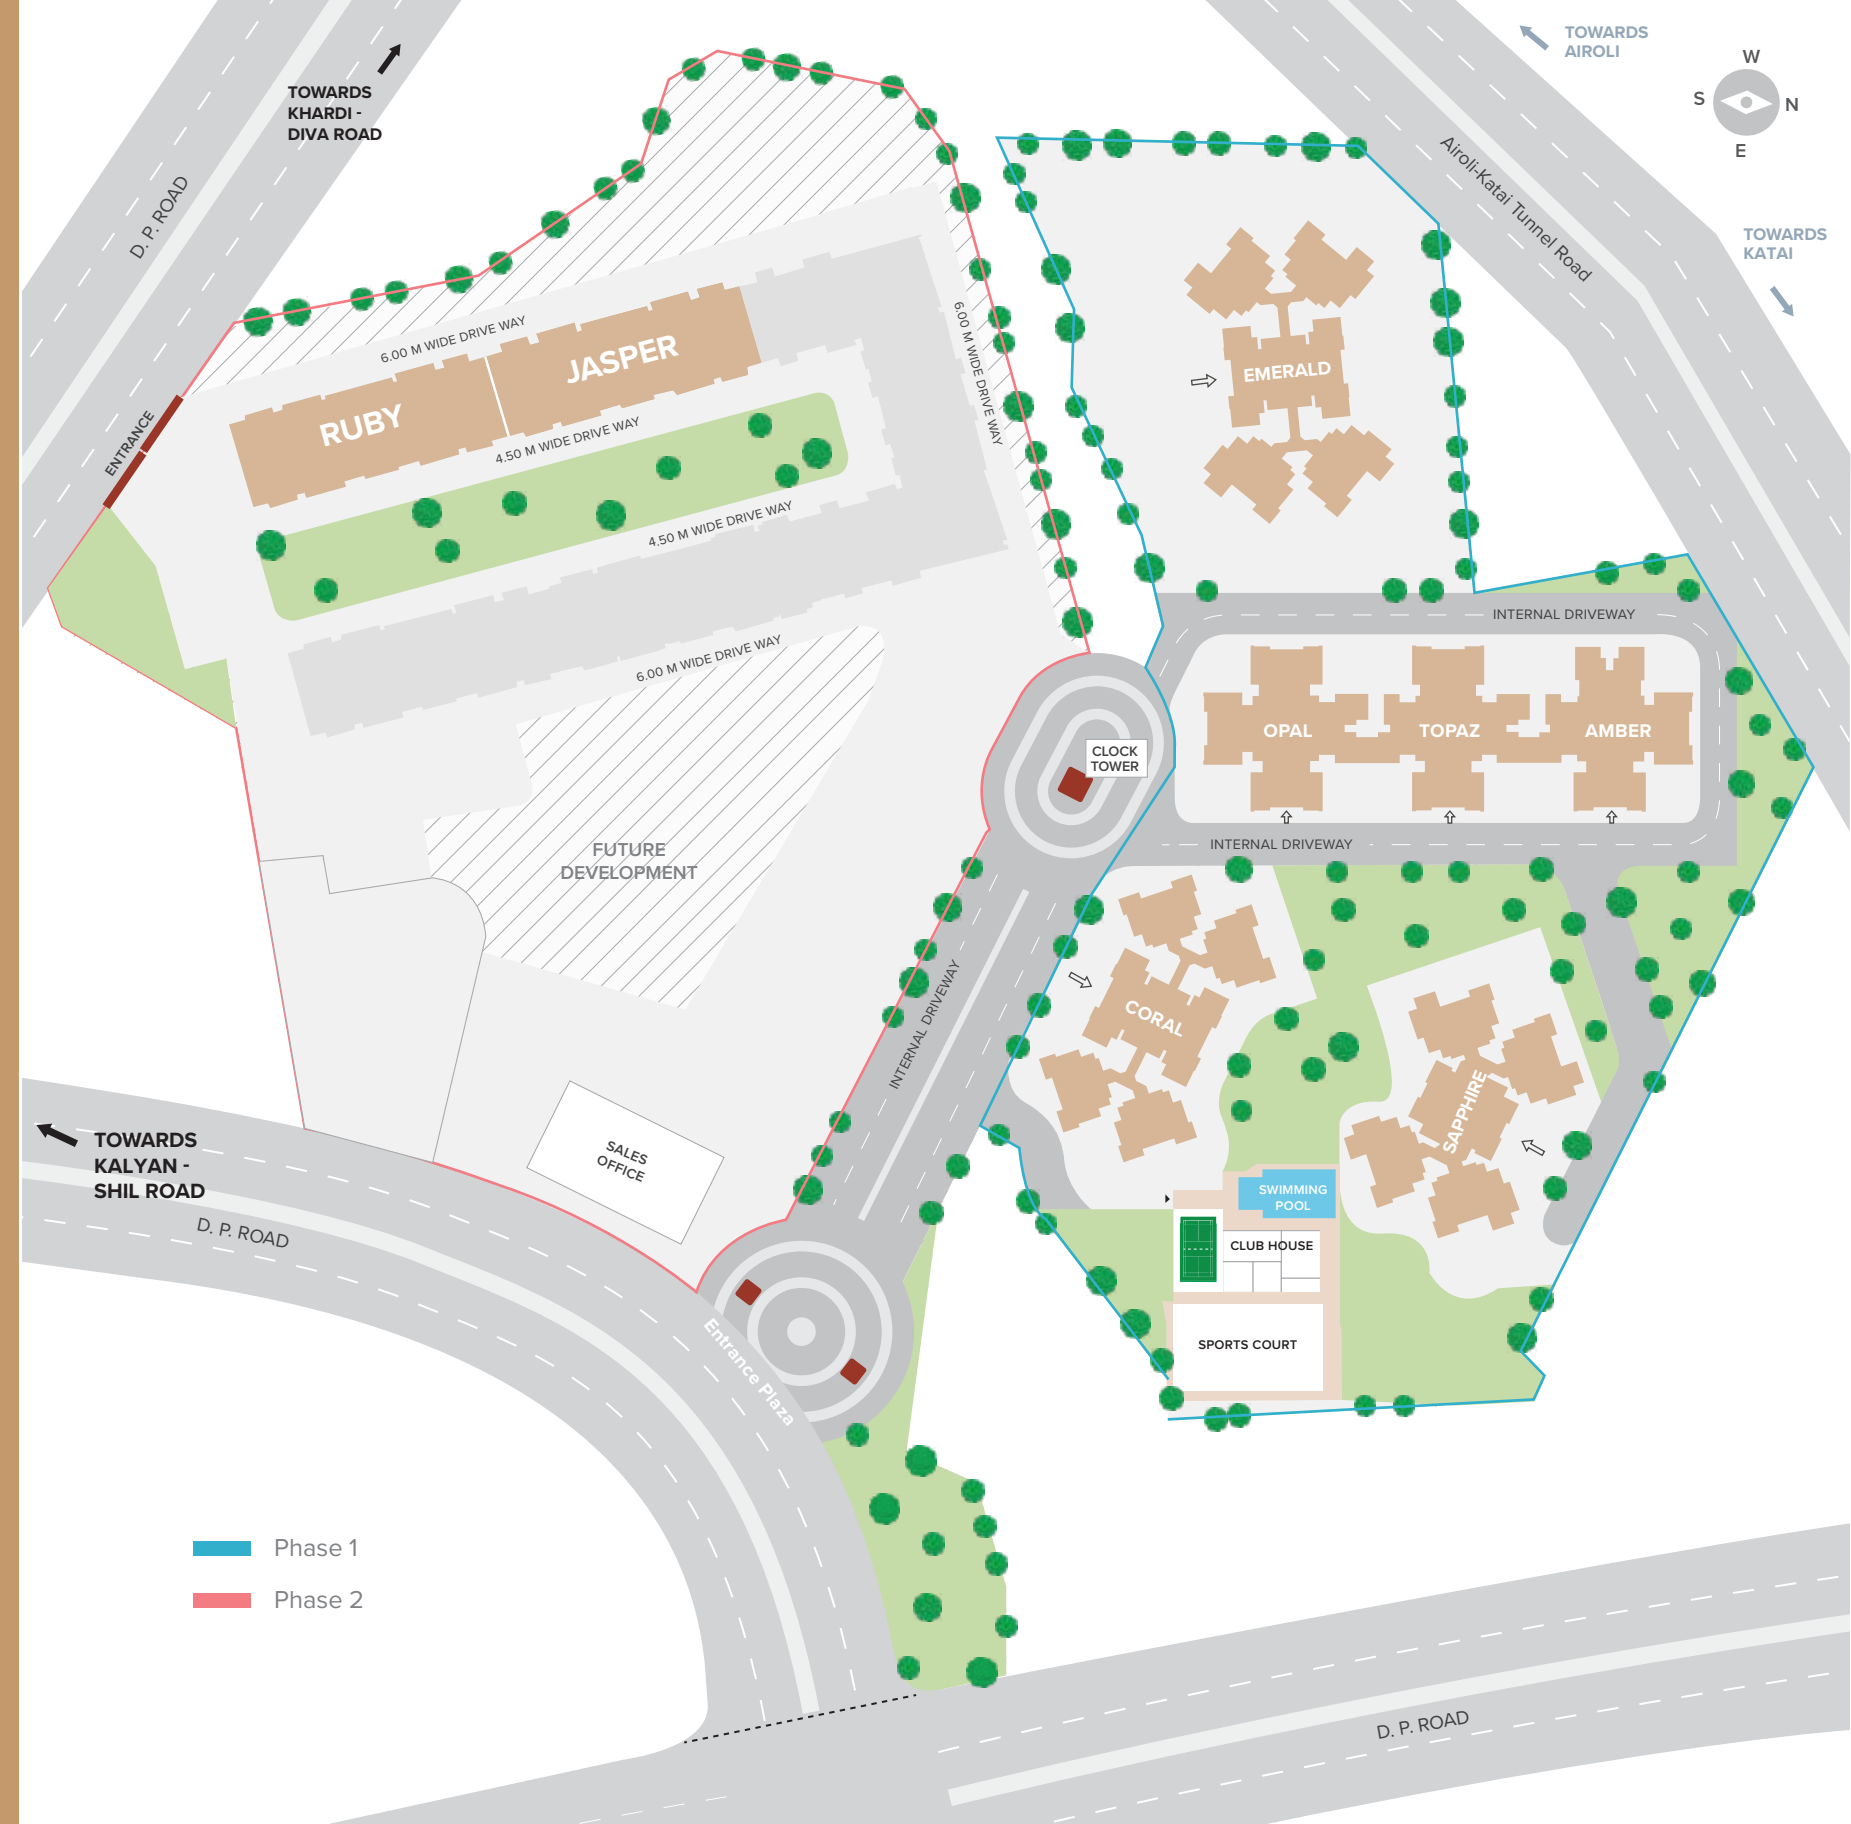 TOWARDS
AIROLI
W
S
N
E
TOWARDS
KHARDI -
DIVA ROAD
D. P. ROAD
Airoli-Katai Tunnel Road
TOWARDS
KATAI
ENTRANCE
6.00 M WIDE DRIVE WAY
RUBY
JASPER
4.50 M WIDE DRIVE WAY
4.50 M WIDE DRIVE WAY
6.00 M WIDE DRIVE WAY
6.00 M WIDE DRIVE WAY
EMERALD
INTERNAL DRIVEWAY
OPAL
TOPAZ
AMBER
CLOCK
TOWER
INTERNAL DRIVEWAY
FUTURE
DEVELOPMENT
INTERNAL DRIVEWAY
CORAL
SAPPHIRE
SALES
OFFICE
TOWARDS
KALYAN -
SHIL ROAD
D. P. ROAD
SWIMMING
POOL
CLUB HOUSE
SPORTS COURT
Entrance Plaza
Phase 1
Phase 2
D. P. ROAD